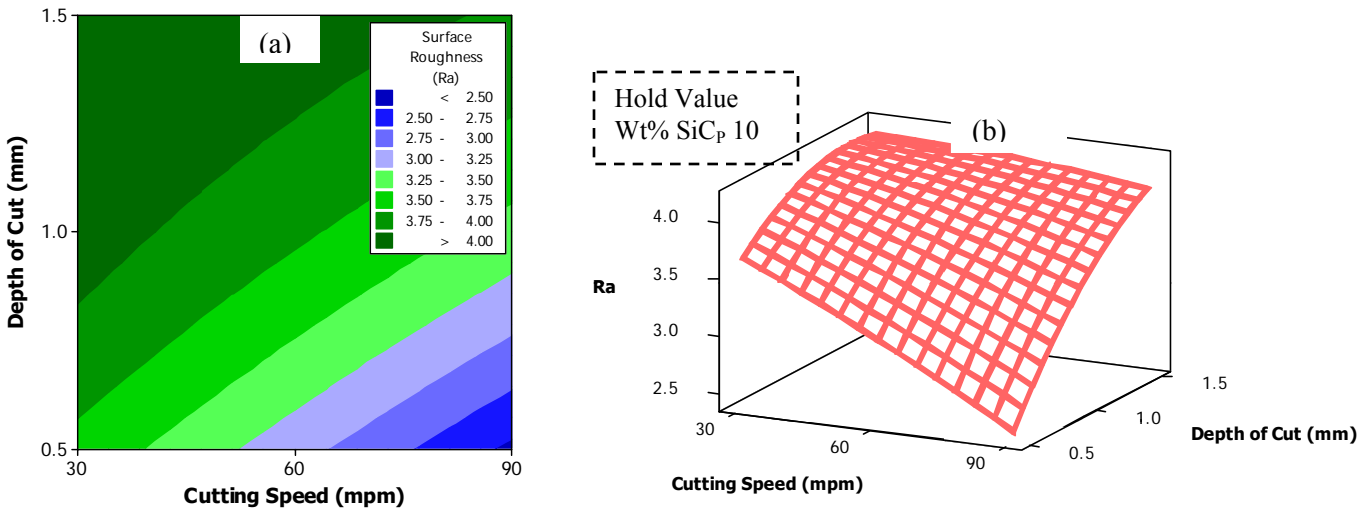 1.5
1.0
0.5
Depth of Cut (mm)
(a)
Surface
Roughness
(Ra)
< 2.50
2.50 - 2.75
2.75 - 3.00
3.00 - 3.25
3.25 - 3.50
3.50 - 3.75
3.75 - 4.00
> 4.00
30 60 90
Cutting Speed (mpm)
Hold Value
Wt% SiCP 10
(b)
Ra
4.0
3.5
3.0
2.5
30
60
90
Cutting Speed (mpm)
0.5
1.0
1.5
Depth of Cut (mm)